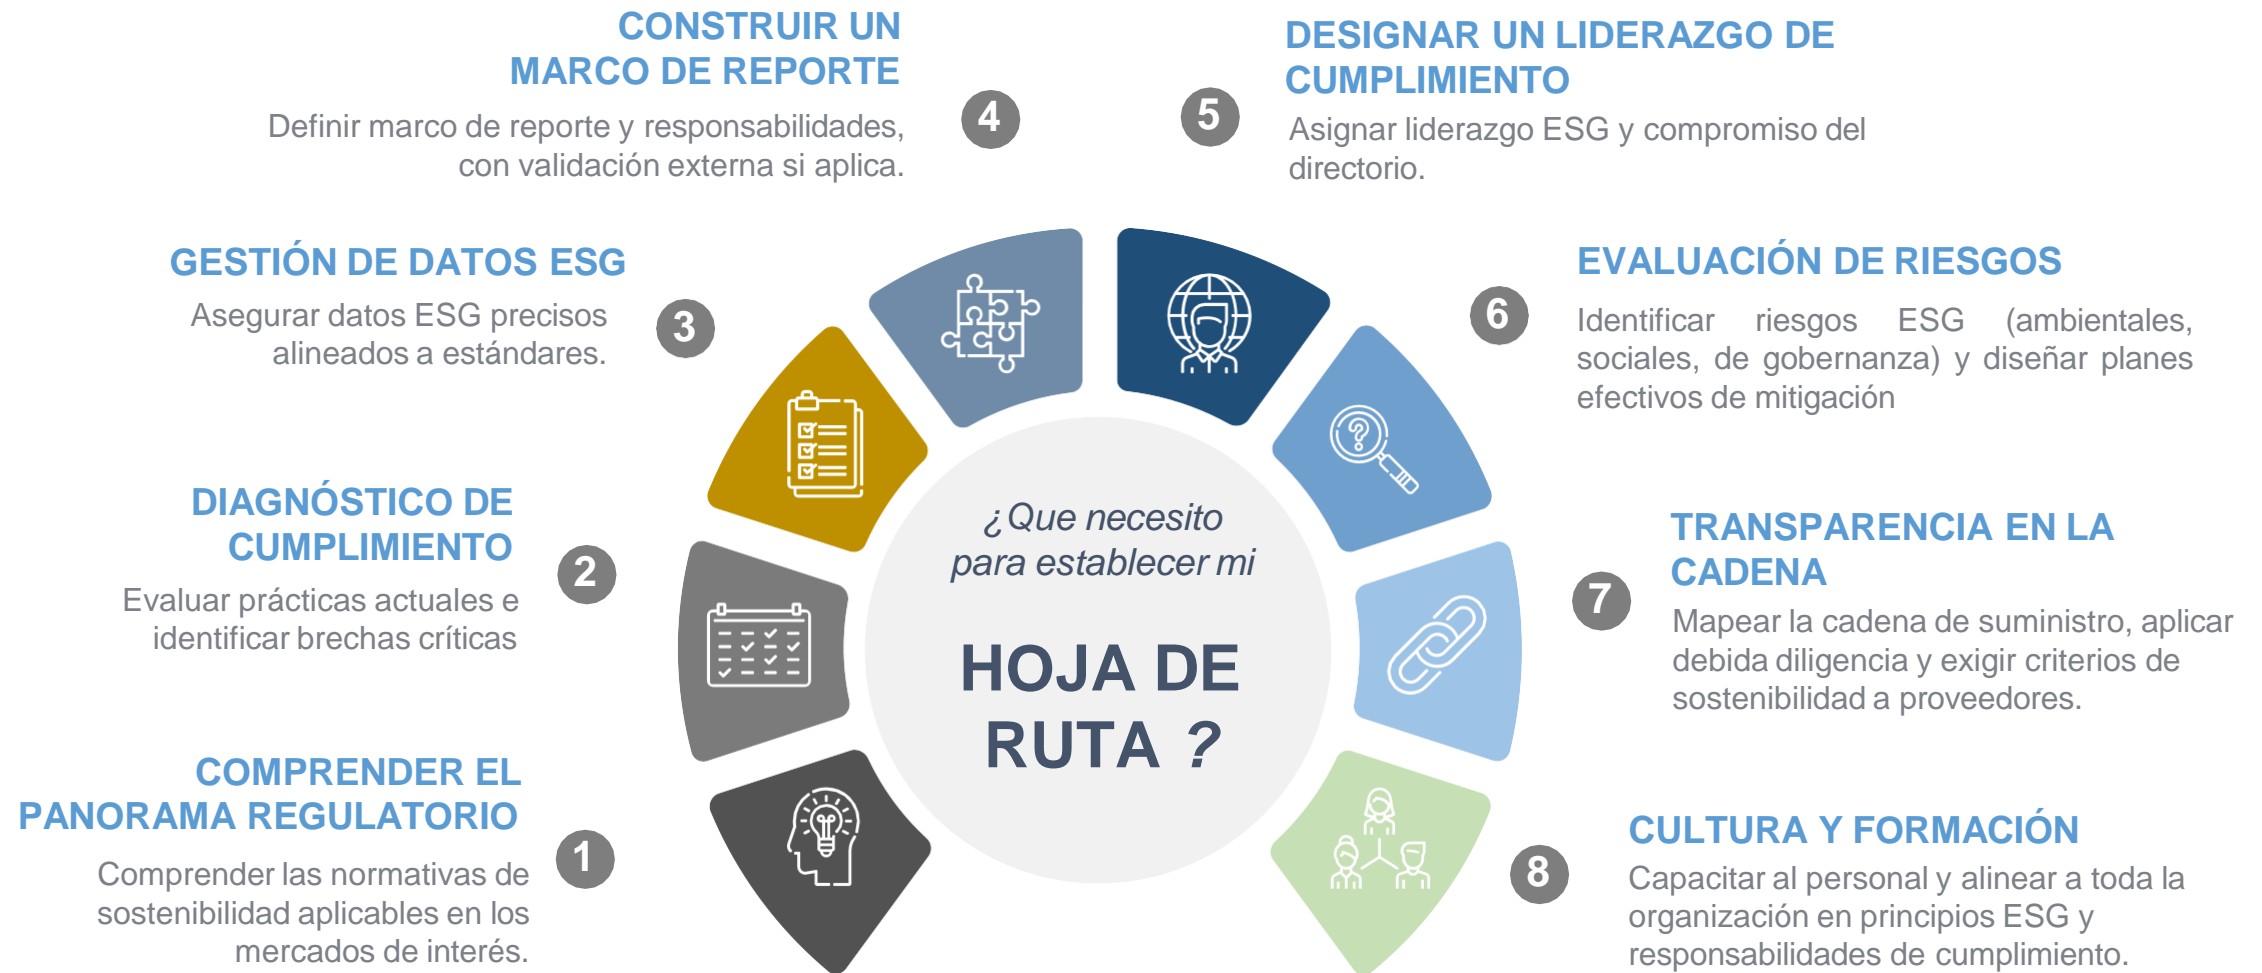 CONSTRUIR UN
MARCO DE REPORTE
Definir marco de reporte y responsabilidades,
con validación externa si aplica.
4
5
DESIGNAR UN LIDERAZGO DE
CUMPLIMIENTO
Asignar liderazgo ESG y compromiso del
directorio.
GESTIÓN DE DATOS ESG
Asegurar datos ESG precisos
alineados a estándares.
3
6
EVALUACIÓN DE RIESGOS
Identificar riesgos ESG (ambientales,
sociales, de gobernanza) y diseñar planes
efectivos de mitigación
DIAGNÓSTICO DE
CUMPLIMIENTO
Evaluar prácticas actuales e
identificar brechas críticas
2
¿Que necesito
para establecer mi
HOJA DE
RUTA ?
7
TRANSPARENCIA EN LA
CADENA
Mapear la cadena de suministro, aplicar
debida diligencia y exigir criterios de
sostenibilidad a proveedores.
COMPRENDER EL
PANORAMA REGULATORIO
Comprender las normativas de
sostenibilidad aplicables en los
mercados de interés.
1
8
CULTURA Y FORMACIÓN
Capacitar al personal y alinear a toda la
organización en principios ESG y
responsabilidades de cumplimiento.